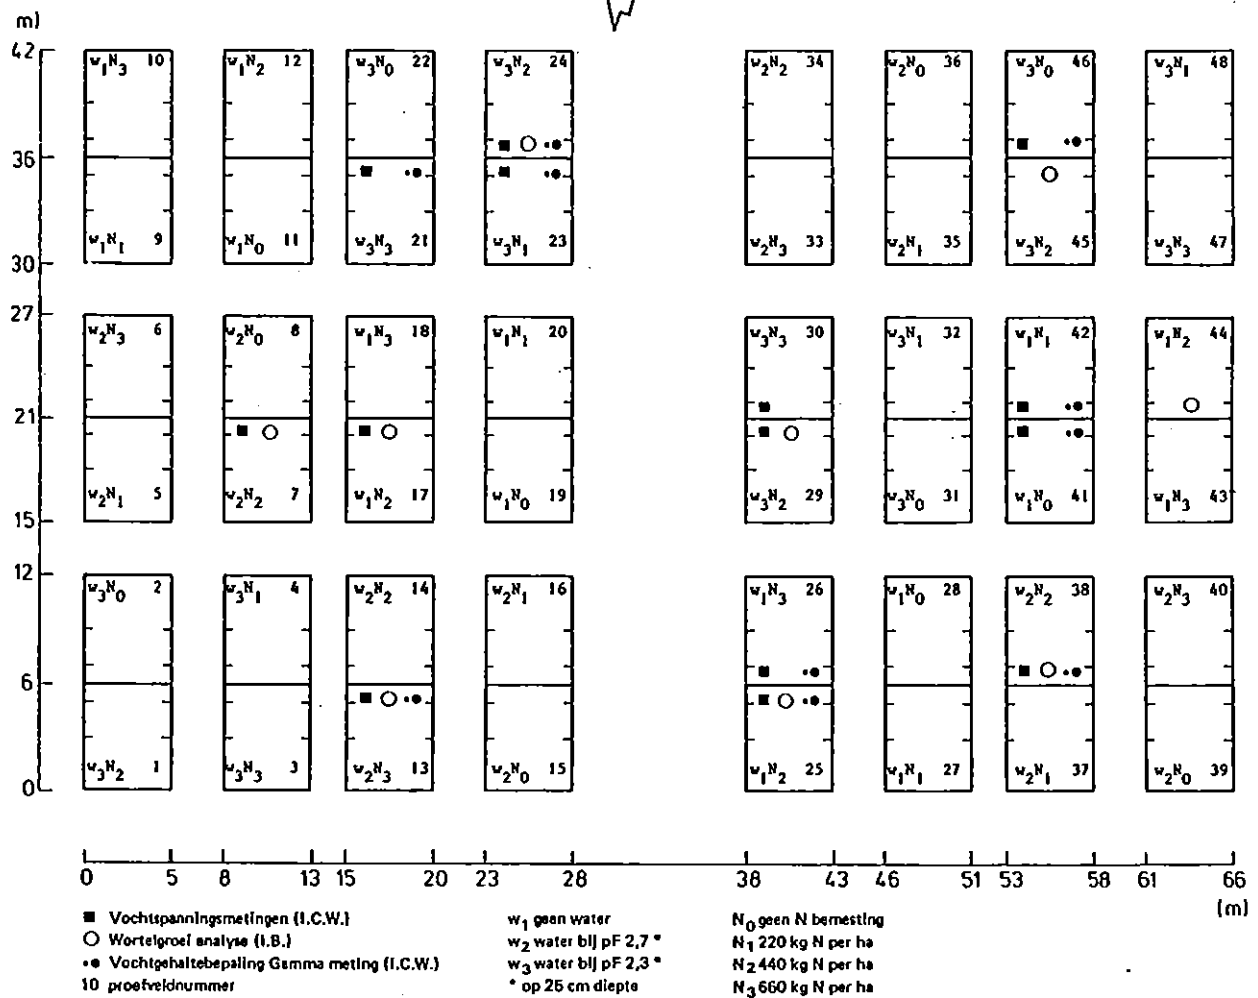 m)
42 w₁N₃ 10 w₁N₂ 12 w₃N₀ 22 w₃N₂ 24 w₂N₂ 34 w₂N₀ 36 w₃N₀ 46 w₃N₁ 48
36
w₁N₁ 9 w₁N₀ 11 w₃N₃ 21 w₃N₁ 23 w₂N₃ 33 w₂N₁ 35 w₃N₂ 45 w₃N₃ 47
30
27 w₂N₃ 6 w₂N₀ 8 w₁N₃ 18 w₁N₁ 20 w₃N₃ 30 w₃N₁ 32 w₁N₁ 42 w₁N₂ 44
21
w₂N₁ 5 w₂N₂ 7 w₁N₂ 17 w₁N₀ 19 w₃N₂ 29 w₃N₀ 31 w₁N₀ 41 w₁N₃ 43
15
12 w₃N₀ 2 w₃N₁ 4 w₂N₂ 14 w₂N₁ 16 w₁N₃ 26 w₁N₀ 28 w₂N₂ 38 w₂N₃ 40
6
w₃N₂ 1 w₃N₃ 3 w₂N₃ 13 w₂N₀ 15 w₁N₂ 25 w₁N₁ 27 w₂N₁ 37 w₂N₀ 39
0
0 5 8 13 15 20 23 28 38 43 46 51 53 58 61 66
(m)
■ Vochtspanningsmetingen (I.C.W.) w₁ geen water N₀ geen N bemesting
○ Wortelgroei analyse (I.B.) w₂ water bij pF 2,7 * N₁ 220 kg N per ha
•● Vochtgehaltebepaling Gamma meting (I.C.W.) w₃ water bij pF 2,3 * N₂ 440 kg N per ha
10 proefveldnummer * op 25 cm diepte N₃ 660 kg N per ha